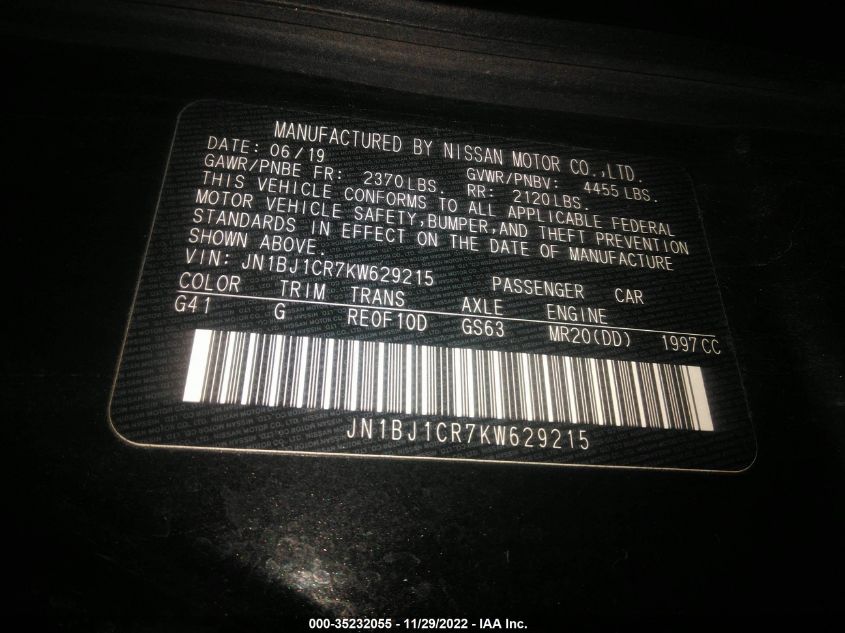 MANUFACTURED BY NISSAN MOTOR CO.,LTD.
DATE: 06/19 GVWR/PNBV: 4455 LBS.
GAWR/PNBE FR: 2370LBS. RR: 2120LBS.
THIS VEHICLE CONFORMS TO ALL APPLICABLE FEDERAL
MOTOR VEHICLE SAFETY,BUMPER,AND THEFT PREVENTION
STANDARDS IN EFFECT ON THE DATE OF MANUFACTURE
SHOWN ABOVE.
VIN: JN1BJ1CR7KW629215 PASSENGER CAR
COLOR TRIM TRANS AXLE ENGINE
G41 G RE0F10D GS63 MR20(DD) 1997CC
JN1BJ1CR7KW629215
000-35232055 - 11/29/2022 - IAA Inc.